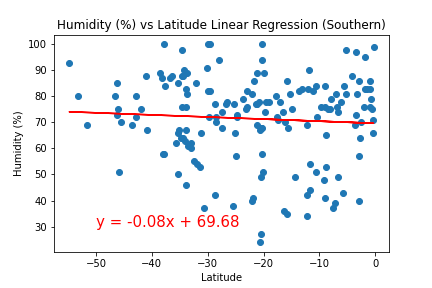 Humidity (%) vs Latitude Linear Regression (Southern)
100
90
80
70
60
50
40
30
Humidity (%)
y = -0.08x + 69.68
−50 −40 −30 −20 −10 0
Latitude